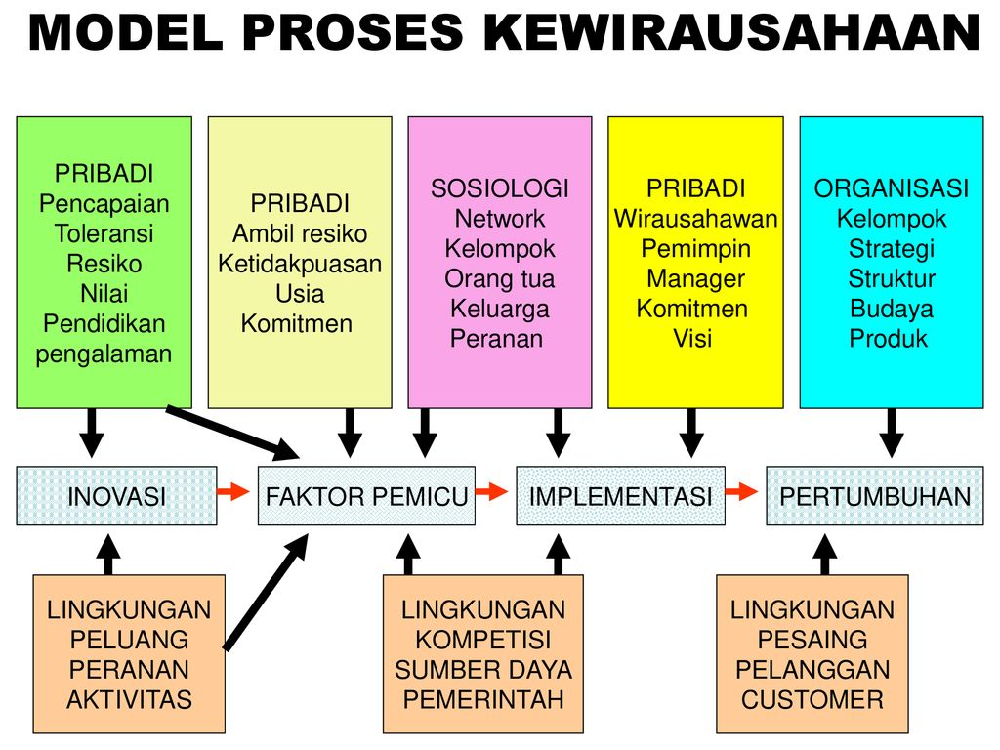 MODEL PROSES KEWIRAUSAHAAN
PRIBADI
Pencapaian
Toleransi
Resiko
Nilai
Pendidikan
pengalaman
PRIBADI
Ambil resiko
Ketidakpuasan
Usia
Komitmen
SOSIOLOGI
Network
Kelompok
Orang tua
Keluarga
Peranan
PRIBADI
Wirausahawan
Pemimpin
Manager
Komitmen
Visi
ORGANISASI
Kelompok
Strategi
Struktur
Budaya
Produk
INOVASI
FAKTOR PEMICU
IMPLEMENTASI
PERTUMBUHAN
LINGKUNGAN
PELUANG
PERANAN
AKTIVITAS
LINGKUNGAN
KOMPETISI
SUMBER DAYA
PEMERINTAH
LINGKUNGAN
PESAING
PELANGGAN
CUSTOMER